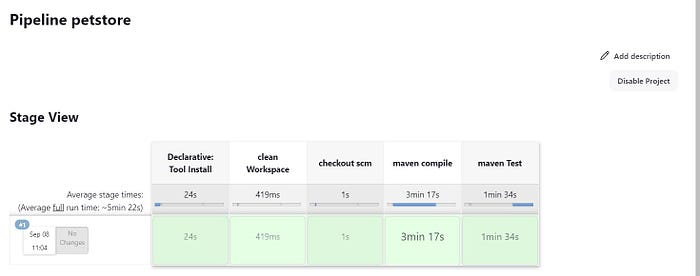 Pipeline petstore
Add description
Disable Project
Stage View
Declarative: Tool Install
clean Workspace
checkout scm
maven compile
maven Test
Average stage times:
24s 419ms 1s 3min 17s 1min 34s
(Average full run time: ~5min 22s)
#1
Sep 08
11:04
No Changes
24s 419ms 1s 3min 17s 1min 34s